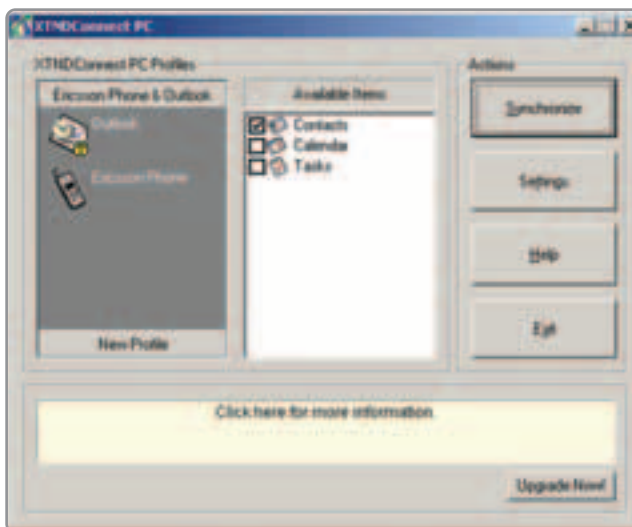 XTNDConnect PC
XTNDConnect PC Profiles
Ericsson Phone & Outlook
Outlook
Ericsson Phone
New Profile
Available Items
Contacts
Calendar
Tasks
Actions
Synchronize
Settings
Help
Exit
Click here for more information.
Upgrade Now!